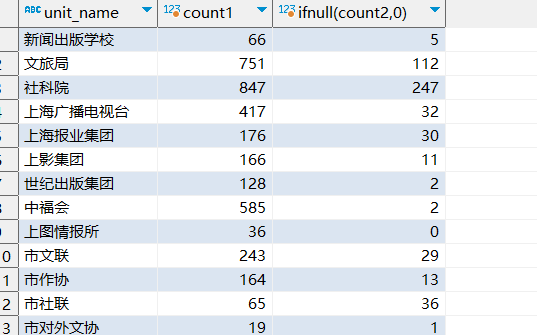 ABC unit_name 123 count1 123 ifnull(count2,0)
新闻出版学校 66 5
2 文旅局 751 112
3 社科院 847 247
4 上海广播电视台 417 32
5 上海报业集团 176 30
6 上影集团 166 11
7 世纪出版集团 128 2
8 中福会 585 2
9 上图情报所 36 0
0 市文联 243 29
1 市作协 164 13
2 市社联 65 36
3 市对外文协 19 1